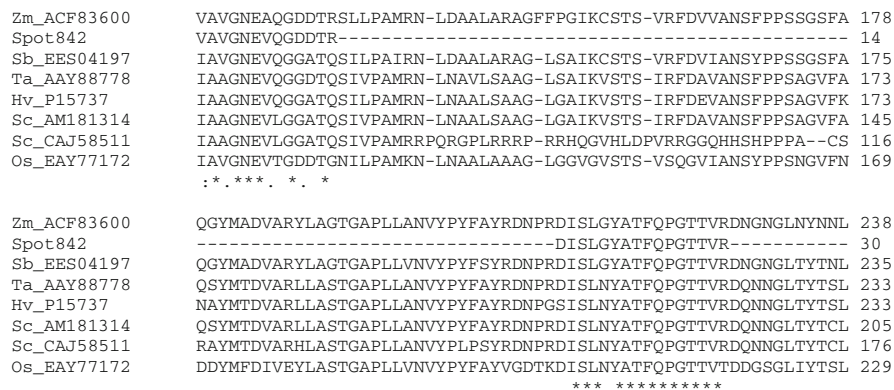 Zm_ACF83600 VAVGNEAQGDDTRSLLPAMRN-LDAALARAGFFPGIKCSTS-VRFDVVANSFPPSSGSFA 178
Spot842 VAVGNEVQGDDTR----------------------------------------------- 14
Sb_EES04197 IAVGNEVQGGATQSILPAIRN-LDAALARAG-LSAIKCSTS-VRFDVIANSYPPSSGSFA 175
Ta_AAY88778 IAAGNEVQGGDTQSILPAMRN-LNAVLSAAG-LSAIKVSTS-IRFDAVANSFPPSAGVFA 173
Hv_P15737 IAAGNEVQGGATQSILPAMRN-LNAALSAAG-LGAIKVSTS-IRFDEVANSFPPSAGVFK 173
Sc_AM181314 IAAGNEVQGGATQSIVPAMRN-LNAALSAAG-LGAIKVSTS-IRFDAVANSFPPSAGVFA 145
Sc_CAJ58511 IAAGNEVLGGATQSIVPAMRRPQRGPLRRRP-RRHQGVHLDPVRRGGQHHSHPPPA--CS 116
Os_EAY77172 IAVGNEVTGDDTGNILPAMKN-LNAALAAAG-LGGVGVSTS-VSQGVIANSYPPSNGVFN 169
:*.***. *. *
Zm_ACF83600 QGYMADVARYLAGTGAPLLANVYPYFAYRDNPRDISLGYATFQPGTTVRDNGNGLNYNNL 238
Spot842 ---------------------------------DISLGYATFQPGTTVR----------- 30
Sb_EES04197 QGYMADVARYLAGTGAPLLVNVYPYFSYRDNPRDISLGYATFQPGTTVRDNGNGLTYTNL 235
Ta_AAY88778 QSYMTDVARLLASTGAPLLANVYPYFAYRDNPRDISLNYATFQPGTTVRDQNNGLTYTSL 233
Hv_P15737 NAYMTDVARLLASTGAPLLANVYPYFAYRDNPGSISLNYATFQPGTTVRDQNNGLTYTSL 233
Sc_AM181314 QSYMTDVARLLASTGAPLLANVYPYFAYRDNPRDISLNYATFQPGTTVRDQNNGLTYTCL 205
Sc_CAJ58511 RAYMTDVARHLASTGAPLLANVYPLPSYRDNPRDISLNYATFQPGTTVRDQNNGLTYTCL 176
Os_EAY77172 DDYMFDIVEYLASTGAPLLVNVYPYFAYVGDTKDISLNYATFQPGTTVTDDGSGLIYTSL 229
*** **********